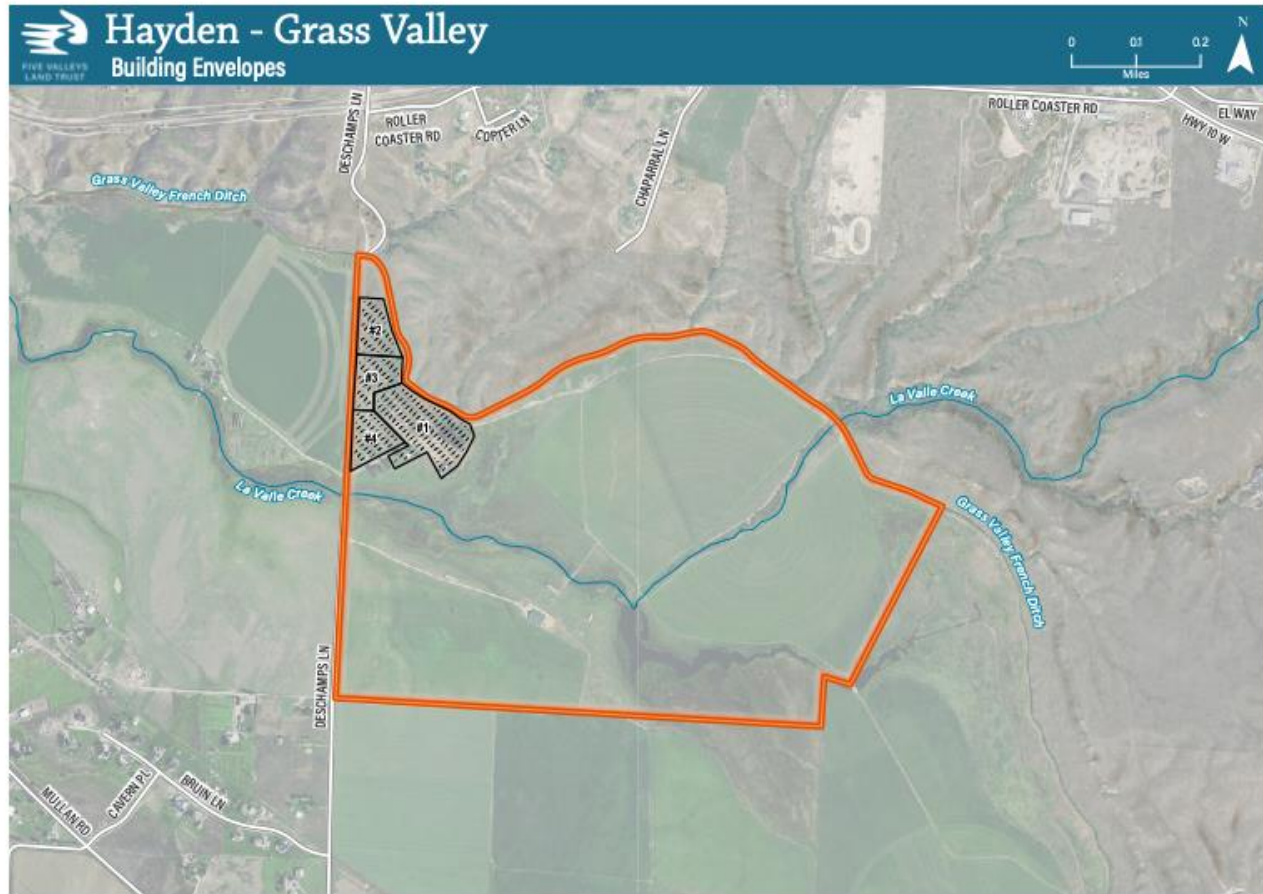 Hayden - Grass Valley
FIVE VALLEYS
LAND TRUST
Building Envelopes
0
0.1
0.2
Miles
N
DESCHAMPS LN
ROLLER
COASTER RD
COPTER LN
CHAPARRAL LN
ROLLER COASTER RD
EL WAY
HWY 10 W
Grass Valley French Ditch
#2
#3
#1
#4
La Valle Creek
La Valle Creek
Grass Valley French Ditch
DESCHAMPS LN
MULLAN RD
CAVERN PL
BRUIN LN